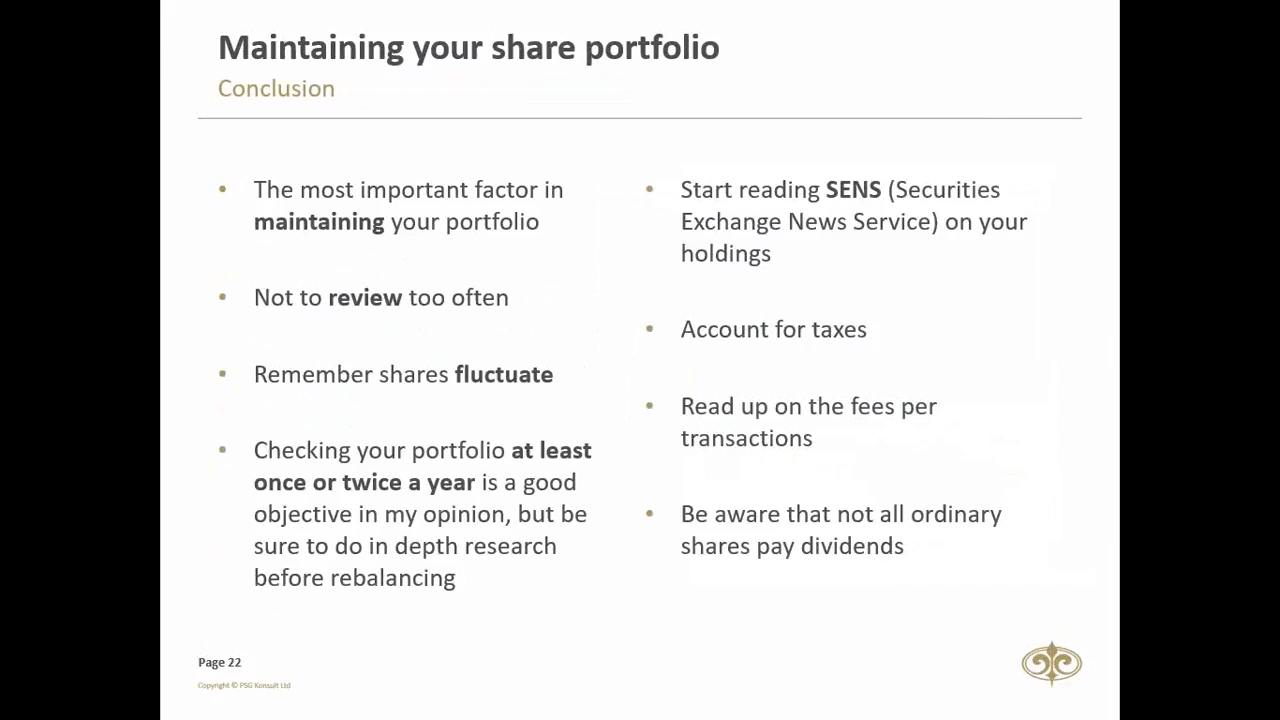 Maintaining your share portfolio
Conclusion
• The most important factor in
maintaining your portfolio
• Not to review too often
• Remember shares fluctuate
• Checking your portfolio at least
once or twice a year is a good
objective in my opinion, but be
sure to do in depth research
before rebalancing
• Start reading SENS (Securities
Exchange News Service) on your
holdings
• Account for taxes
• Read up on the fees per
transactions
• Be aware that not all ordinary
shares pay dividends
Page 22
Copyright © PSG Konsult Ltd